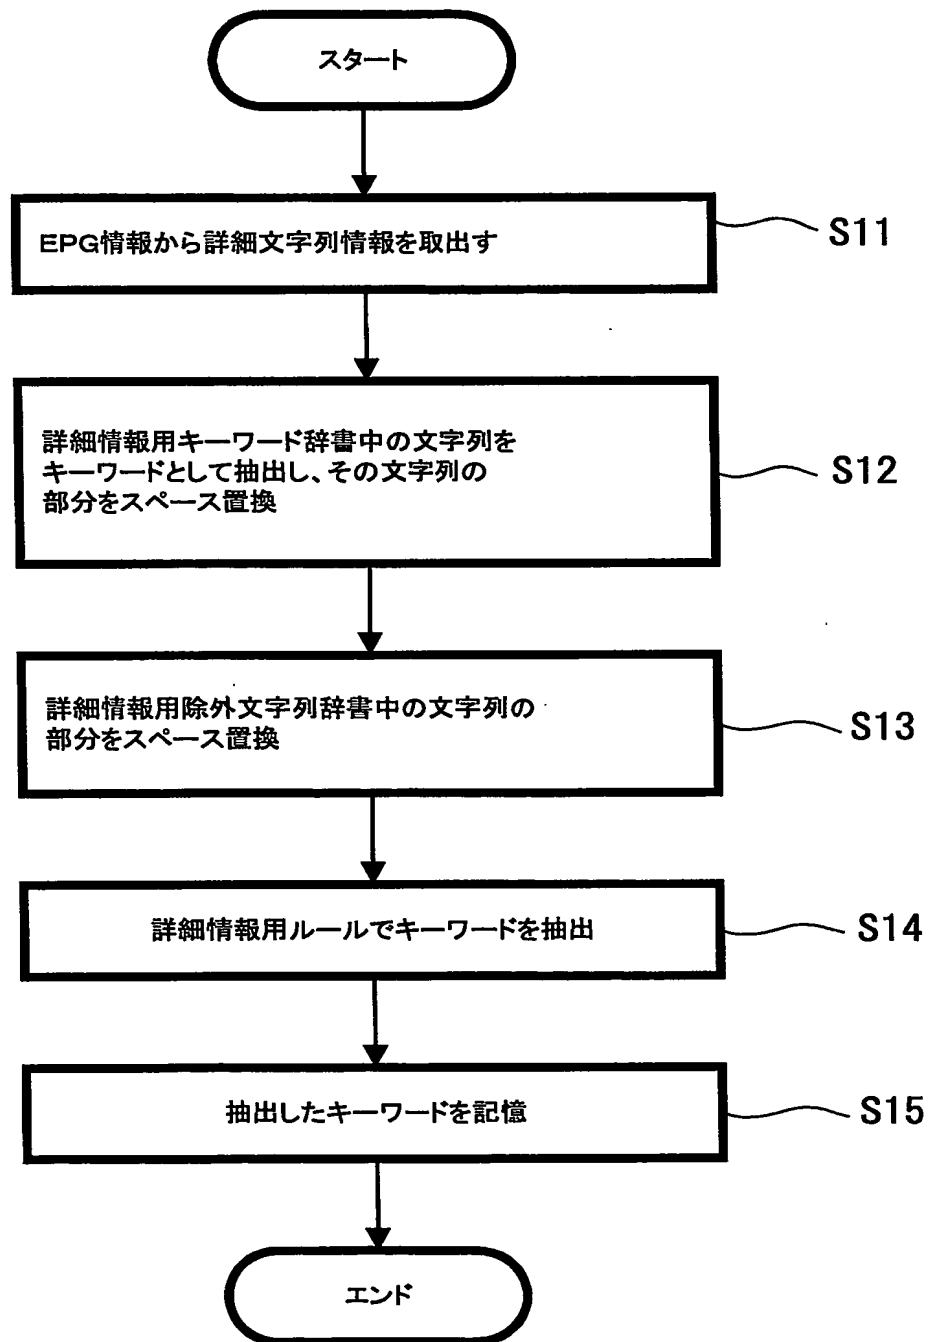 スタート
EPG情報から詳細文字列情報を取出す
S11
詳細情報用キーワード辞書中の文字列を
キーワードとして抽出し、その文字列の
部分をスペース置換
S12
詳細情報用除外文字列辞書中の文字列の
部分をスペース置換
S13
詳細情報用ルールでキーワードを抽出
S14
抽出したキーワードを記憶
S15
エンド